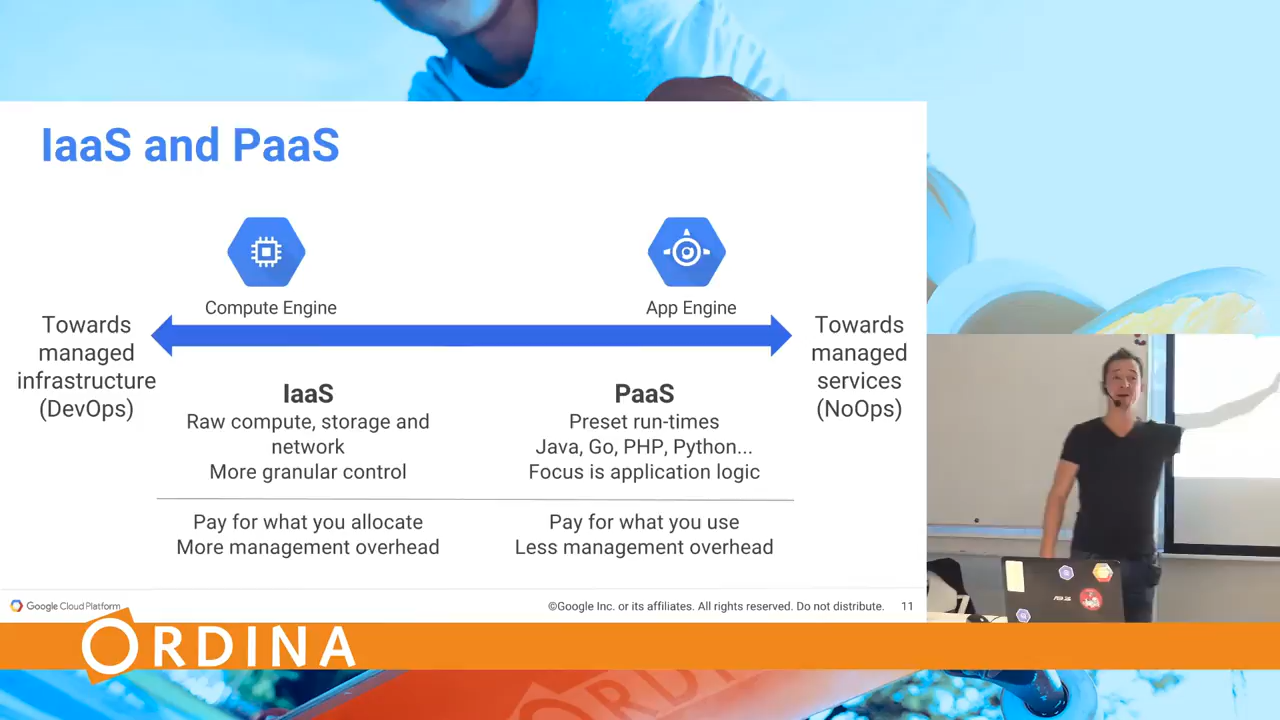 IaaS and PaaS
Compute Engine
App Engine
Towards
managed
infrastructure
(DevOps)
Towards
managed
services
(NoOps)
IaaS
Raw compute, storage and
network
More granular control
PaaS
Preset run-times
Java, Go, PHP, Python...
Focus is application logic
Pay for what you allocate
More management overhead
Pay for what you use
Less management overhead
Google Cloud Platform
©Google Inc. or its affiliates. All rights reserved. Do not distribute.
11
ORDINA
ORDINA